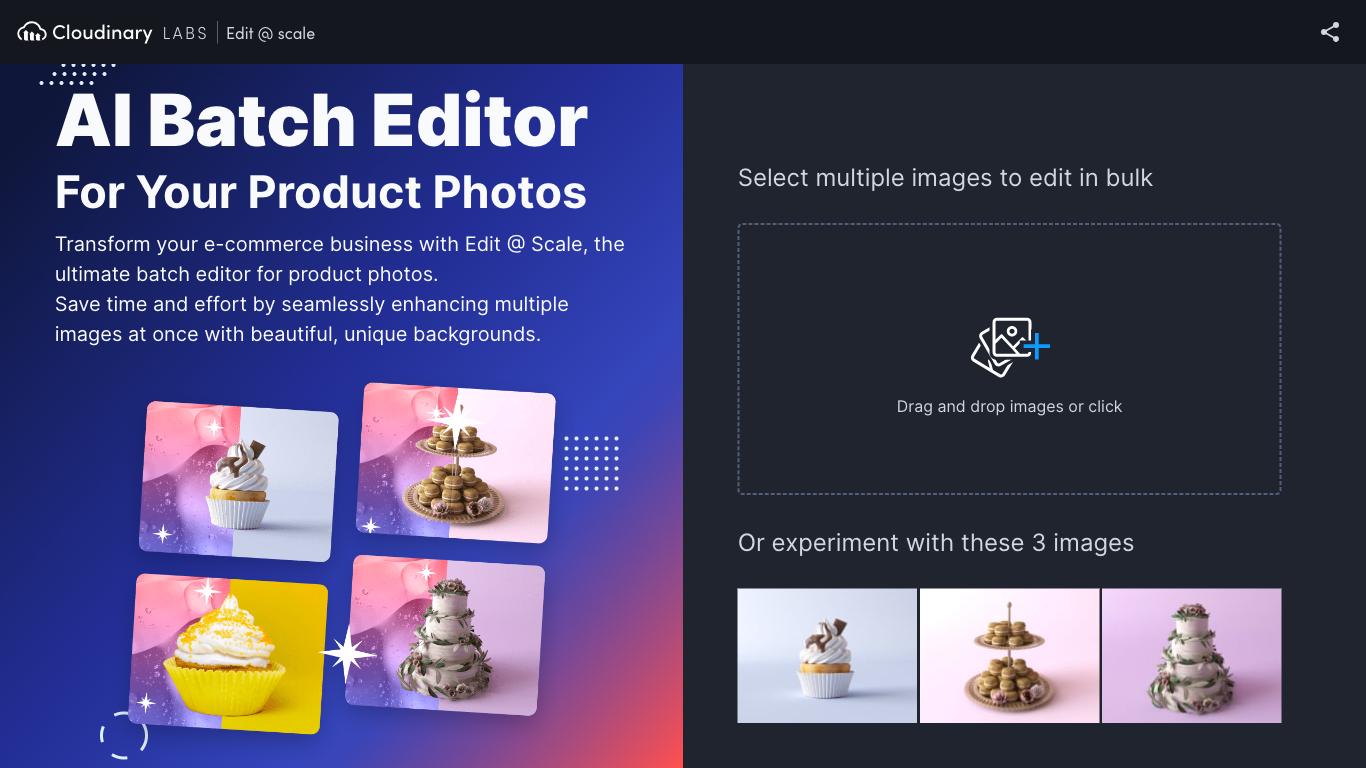 Cloudinary LABS Edit @ scale
AI Batch Editor
For Your Product Photos
Transform your e-commerce business with Edit @ Scale, the
ultimate batch editor for product photos.
Save time and effort by seamlessly enhancing multiple
images at once with beautiful, unique backgrounds.
Select multiple images to edit in bulk
Drag and drop images or click
Or experiment with these 3 images